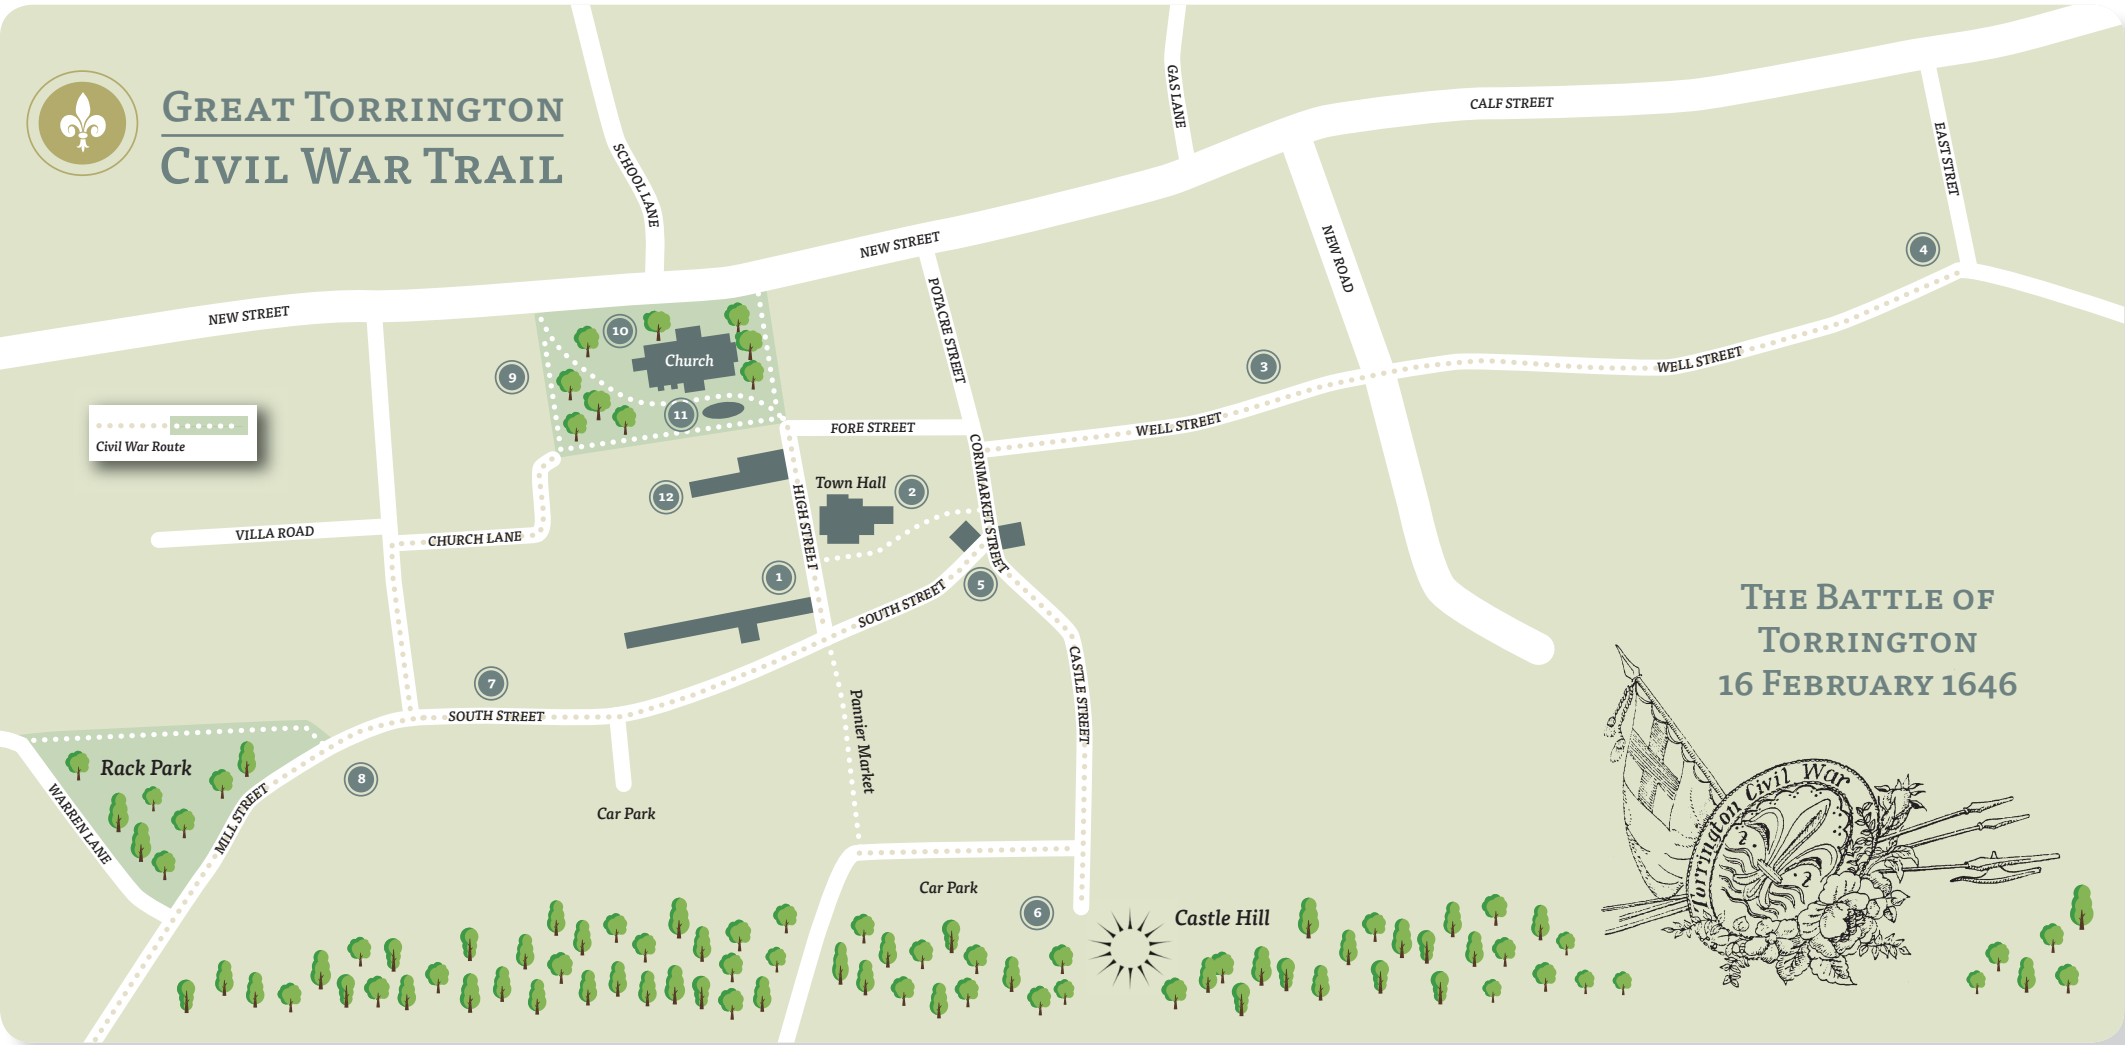 GREAT TORRINGTON
CIVIL WAR TRAIL
SCHOOL LANE
GAS LANE
CALF STREET
EAST STRET
NEW STREET
NEW STREET
POTACRE STREET
NEW ROAD
4
10
Church
9
11
3
WELL STREET
Civil War Route
FORE STREET
WELL STREET
CORNMARKET STREET
12
HIGH STREET
Town Hall
2
VILLA ROAD
CHURCH LANE
1
5
SOUTH STREET
THE BATTLE OF
TORRINGTON
16 FEBRUARY 1646
7
SOUTH STREET
CASTLE STREET
Pannier Market
Rack Park
8
WARREN LANE
MILL STREET
Car Park
Car Park
6
Castle Hill
Torrington Civil War